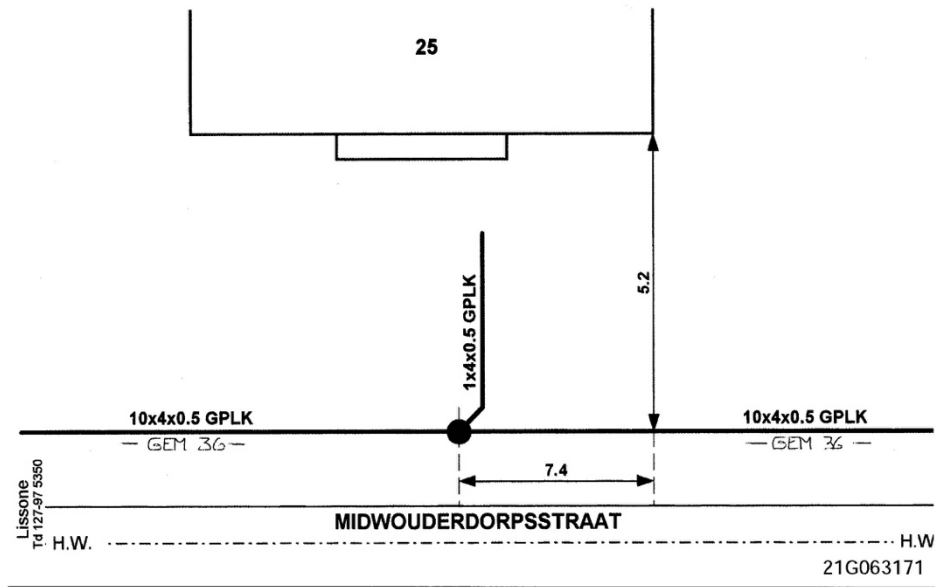 25
5.2
1x4x0.5 GPLK
10x4x0.5 GPLK
10x4x0.5 GPLK
— GEM 36 —
— GEM 36 —
7.4
Lissone
Td 127-97 5350
MIDWOUDERDORPSSTRAAT
H.W.
H.W
21G063171